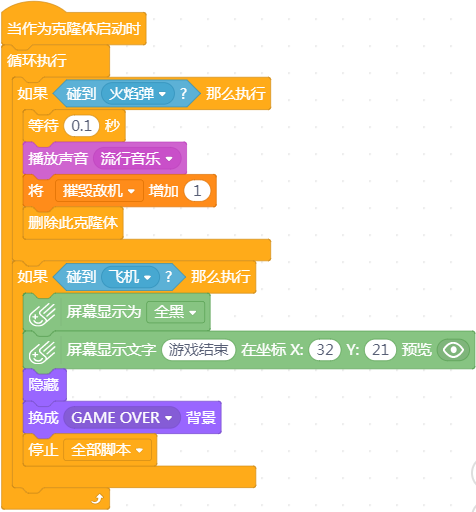 当作为克隆体启动时
循环执行
如果 碰到 火焰弹 ? 那么执行
等待 0.1 秒
播放声音 流行音乐
将 摧毁敌机 增加 1
删除此克隆体
如果 碰到 飞机 ? 那么执行
屏幕显示为 全黑
屏幕显示文字 游戏结束 在坐标 X: 32 Y: 21 预览
隐藏
换成 GAME OVER 背景
停止 全部脚本